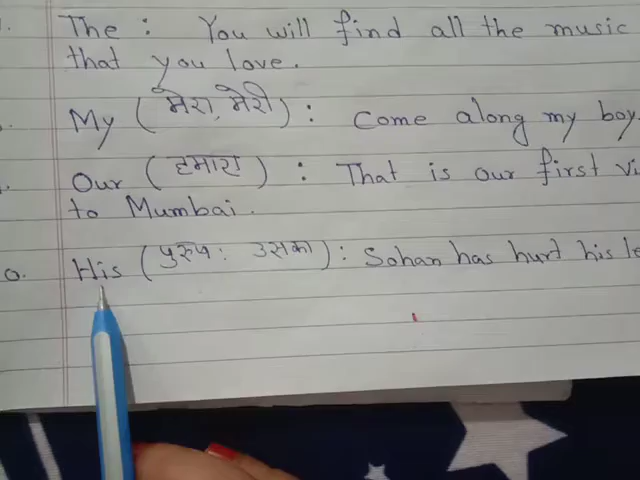 The : You will find all the music
that you love.
My ( मेरा, मेरी ) : Come along my boy.
Our ( हमारा ) : That is our first
to Mumbai.
0. His ( पुरुष : उसका ) : Sohan has hurt his